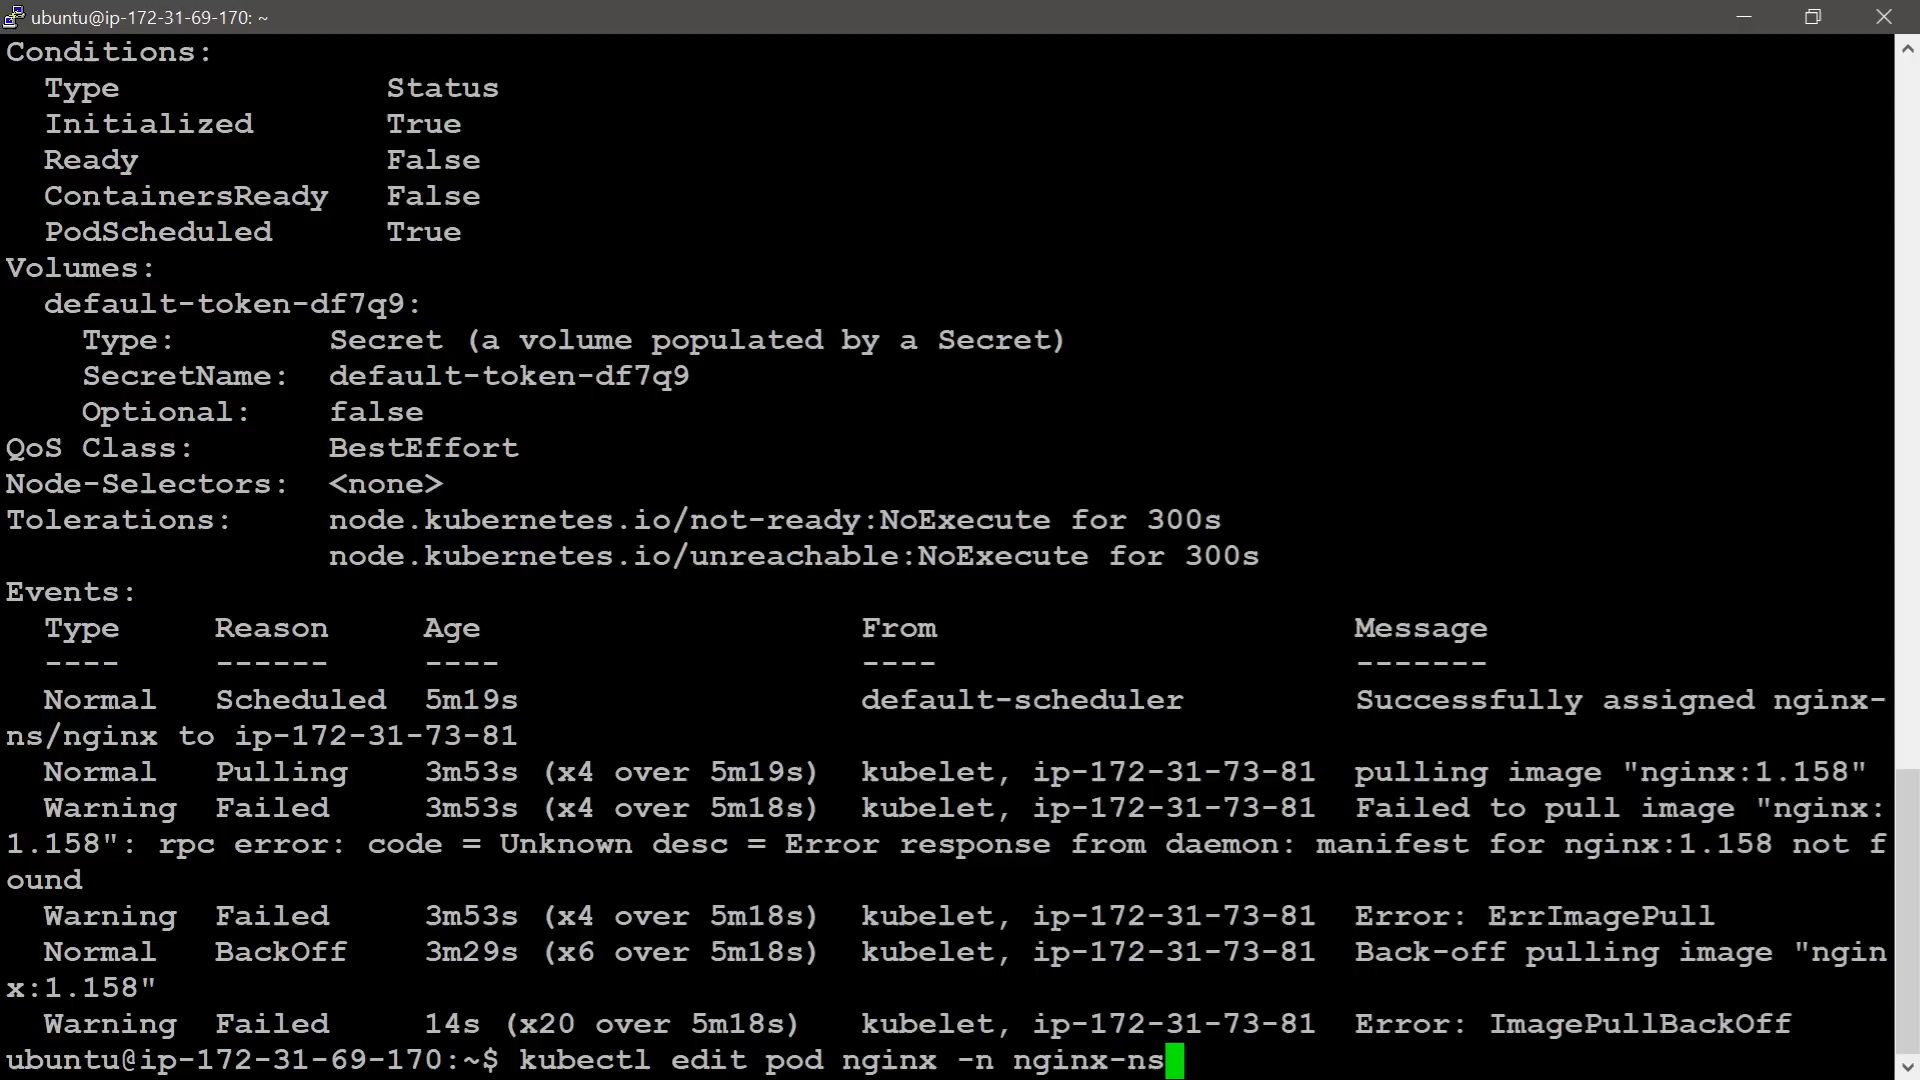 ubuntu@ip-172-31-69-170: ~
Conditions:
  Type              Status
  Initialized       True
  Ready             False
  ContainersReady   False
  PodScheduled      True
Volumes:
  default-token-df7q9:
    Type:        Secret (a volume populated by a Secret)
    SecretName:  default-token-df7q9
    Optional:    false
QoS Class:       BestEffort
Node-Selectors:  <none>
Tolerations:     node.kubernetes.io/not-ready:NoExecute for 300s
                 node.kubernetes.io/unreachable:NoExecute for 300s
Events:
  Type     Reason     Age                    From                      Message
  ----     ------     ----                   ----                      -------
  Normal   Scheduled  5m19s                  default-scheduler         Successfully assigned nginx-
ns/nginx to ip-172-31-73-81
  Normal   Pulling    3m53s (x4 over 5m19s)  kubelet, ip-172-31-73-81  pulling image "nginx:1.158"
  Warning  Failed     3m53s (x4 over 5m18s)  kubelet, ip-172-31-73-81  Failed to pull image "nginx:
1.158": rpc error: code = Unknown desc = Error response from daemon: manifest for nginx:1.158 not f
ound
  Warning  Failed     3m53s (x4 over 5m18s)  kubelet, ip-172-31-73-81  Error: ErrImagePull
  Normal   BackOff    3m29s (x6 over 5m18s)  kubelet, ip-172-31-73-81  Back-off pulling image "ngin
x:1.158"
  Warning  Failed     14s (x20 over 5m18s)   kubelet, ip-172-31-73-81  Error: ImagePullBackOff
ubuntu@ip-172-31-69-170:~$ kubectl edit pod nginx -n nginx-ns